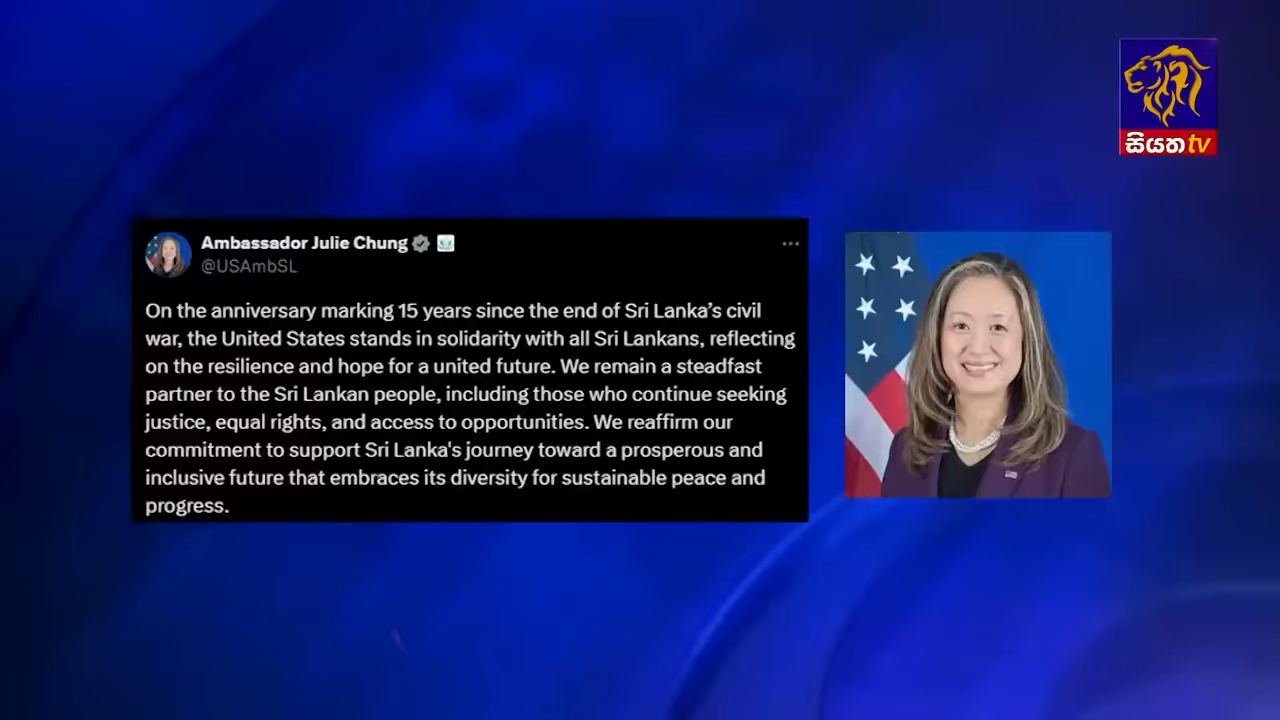 සියත tv
Ambassador Julie Chung
@USAmbSL
On the anniversary marking 15 years since the end of Sri Lanka’s civil
war, the United States stands in solidarity with all Sri Lankans, reflecting
on the resilience and hope for a united future. We remain a steadfast
partner to the Sri Lankan people, including those who continue seeking
justice, equal rights, and access to opportunities. We reaffirm our
commitment to support Sri Lanka's journey toward a prosperous and
inclusive future that embraces its diversity for sustainable peace and
progress.